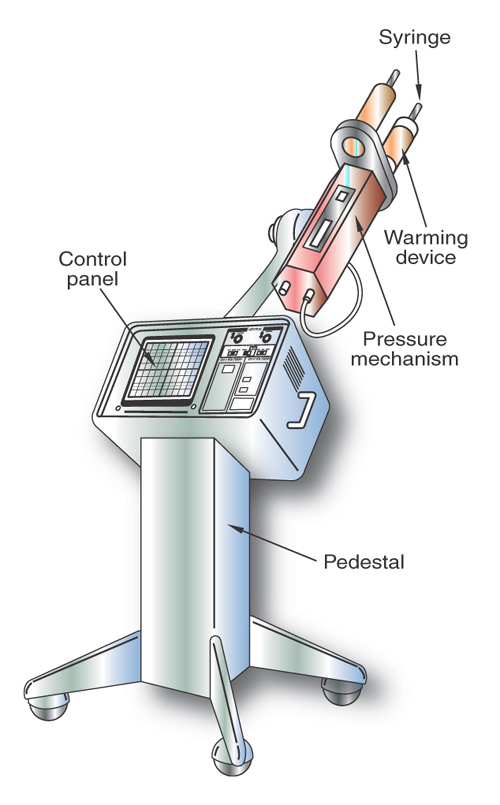 Syringe
Warming
device
Control
panel
Pressure
mechanism
Pedestal